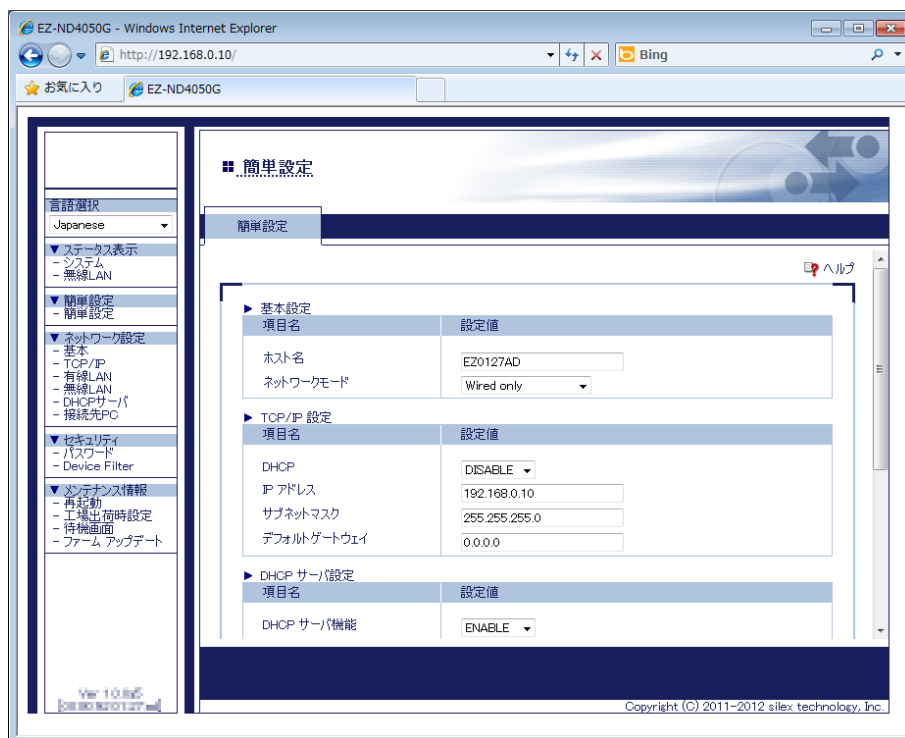 EZ-ND4050G - Windows Internet Explorer
http://192.168.0.10/
Bing
お気に入り
EZ-ND4050G
簡単設定
言語選択
Japanese
▼ ステータス表示
- システム
- 無線LAN
▼ 簡単設定
- 簡単設定
▼ ネットワーク設定
- 基本
- TCP/IP
- 有線LAN
- 無線LAN
- DHCPサーバ
- 接続先PC
▼ セキュリティ
- パスワード
- Device Filter
▼ メンテナンス情報
- 再起動
-工場出荷時設定
- 待機画面
- ファーム アップデート
簡単設定
ヘルプ
▶ 基本設定
項目名 設定値
ホスト名 EZ0127AD
ネットワークモード Wired only
▶ TCP/IP 設定
項目名 設定値
DHCP DISABLE
IP アドレス 192.168.0.10
サブネットマスク 255.255.255.0
デフォルトゲートウェイ 0.0.0.0
▶ DHCP サーバ設定
項目名 設定値
DHCP サーバ機能 ENABLE
Copyright (C) 2011-2012 silex technology, Inc.